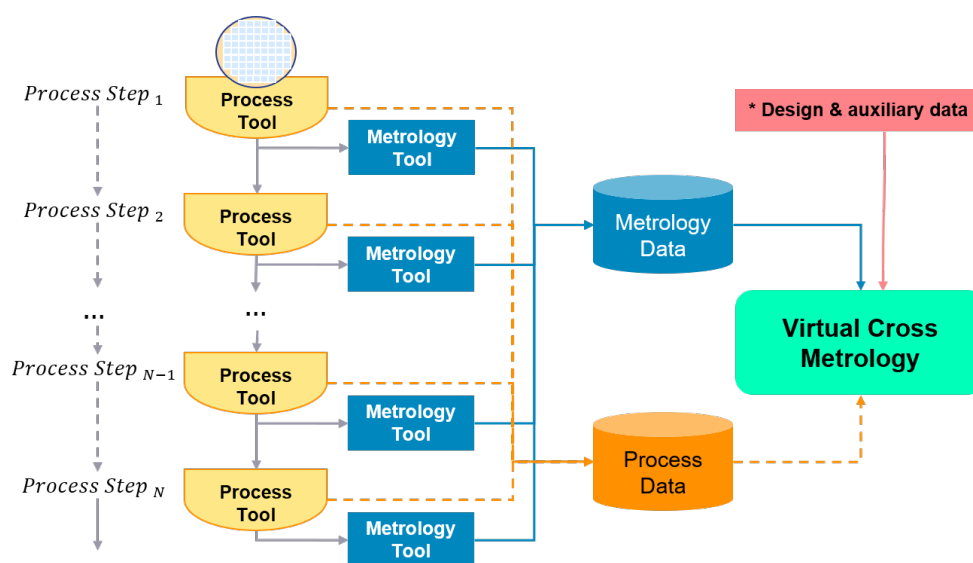 Process Step 1
Process
Tool
Metrology
Tool
* Design & auxiliary data
Process Step 2
Process
Tool
Metrology
Tool
Metrology
Data
...
...
Virtual Cross
Metrology
Process Step N−1
Process
Tool
Metrology
Tool
Process
Data
Process Step N
Process
Tool
Metrology
Tool